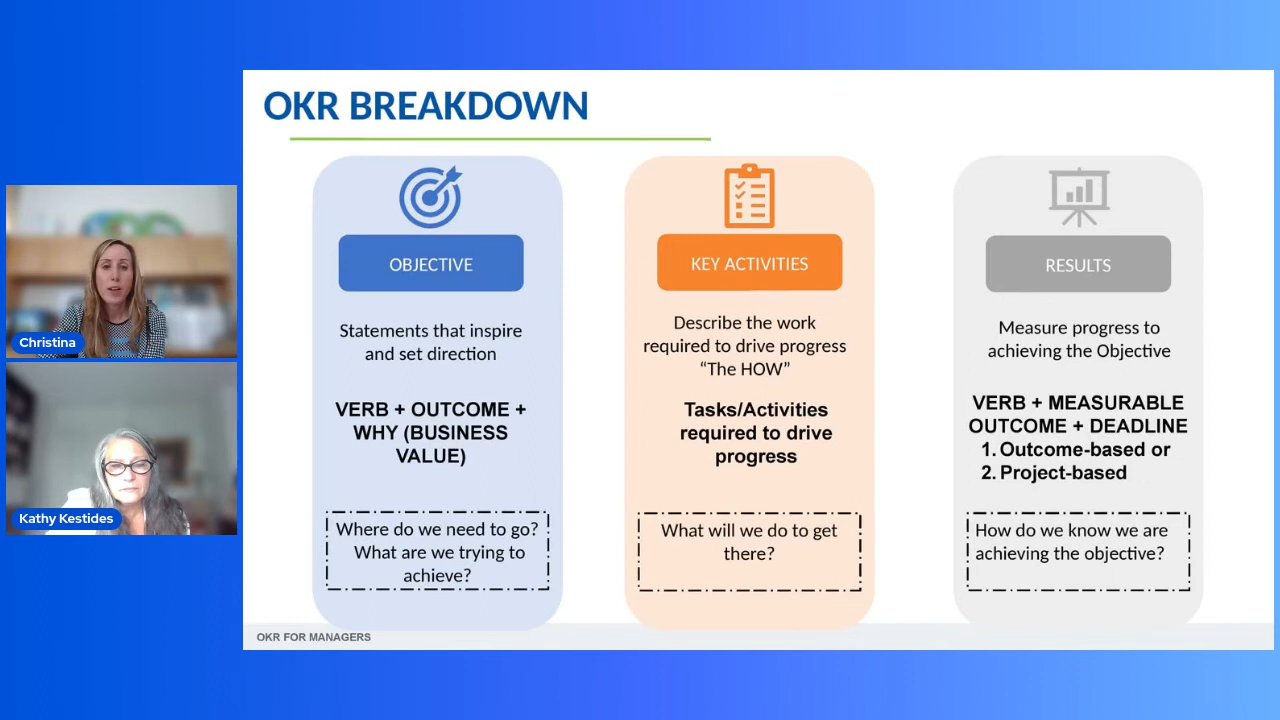 OKR BREAKDOWN
OBJECTIVE
Statements that inspire
and set direction
VERB + OUTCOME +
WHY (BUSINESS
VALUE)
Where do we need to go?
What are we trying to
achieve?
KEY ACTIVITIES
Describe the work
required to drive progress
“The HOW”
Tasks/Activities
required to drive
progress
What will we do to get
there?
RESULTS
Measure progress to
achieving the Objective
VERB + MEASURABLE
OUTCOME + DEADLINE
1. Outcome-based or
2. Project-based
How do we know we are
achieving the objective?
OKR FOR MANAGERS
Christina
Kathy Kestides